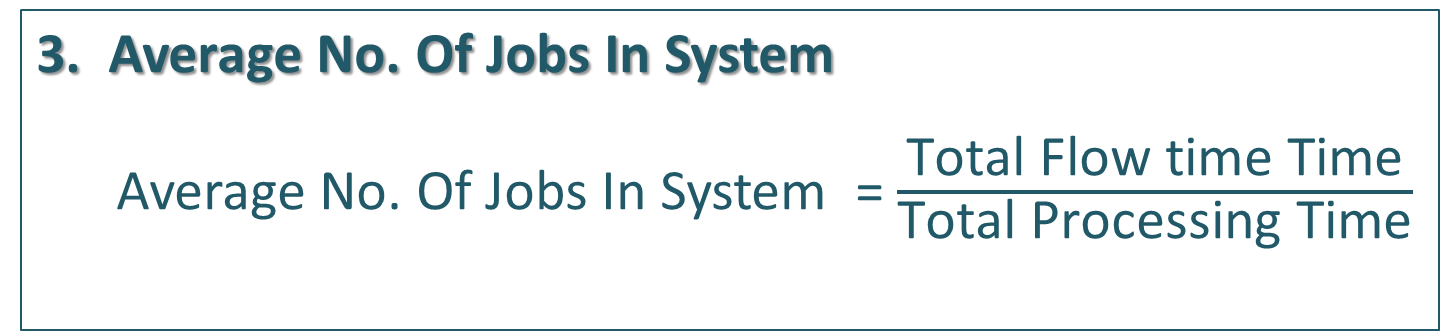 3. Average No. Of Jobs In System
Average No. Of Jobs In System = Total Flow time Time
Total Processing Time